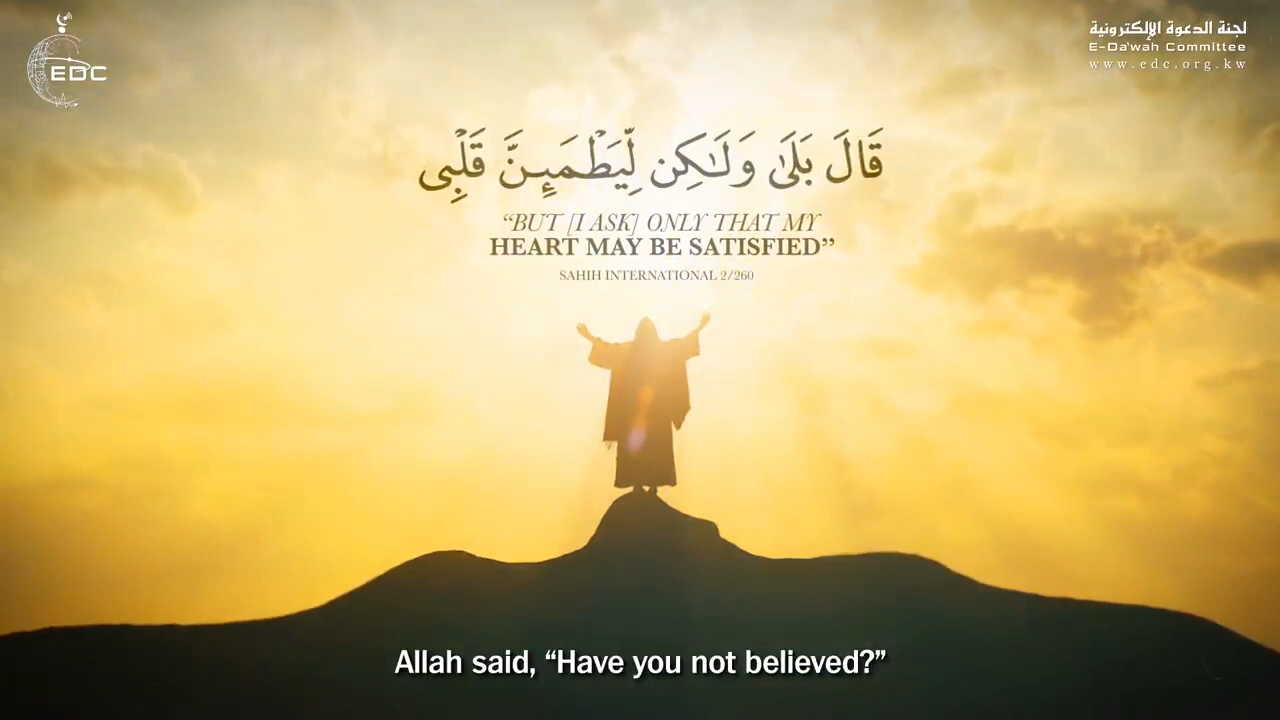 EDC
لجنة الدعوة الإلكترونية
E-Da'wah Committee
www.edc.org.kw
قَالَ بَلَىٰ وَلَـٰكِن لِّيَطْمَئِنَّ قَلْبِى
“BUT [I ASK] ONLY THAT MY
HEART MAY BE SATISFIED”
SAHIH INTERNATIONAL 2/260
Allah said, “Have you not believed?”